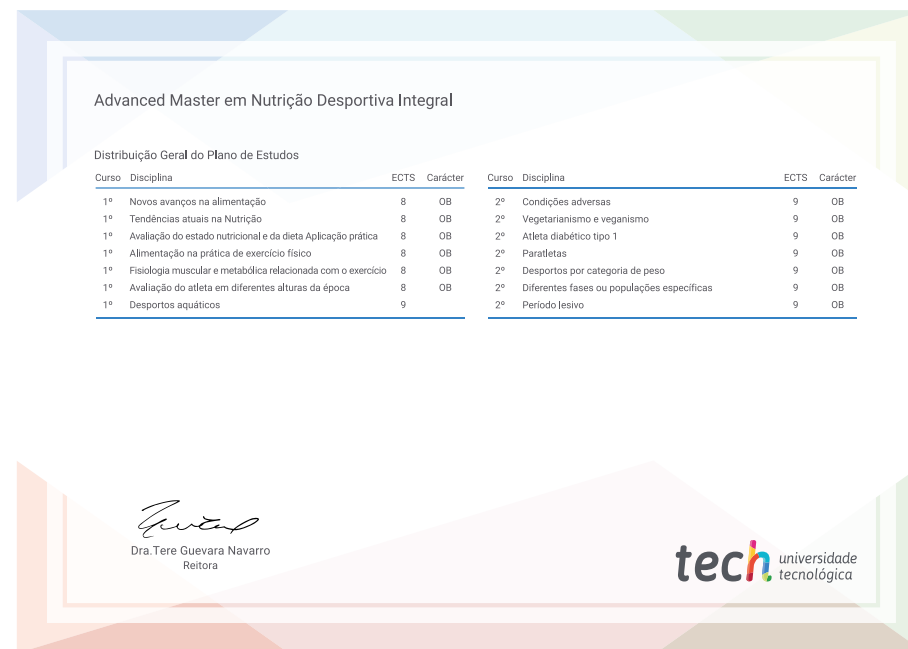 Advanced Master em Nutrição Desportiva Integral
Distribuição Geral do Plano de Estudos
Curso Disciplina ECTS Carácter
1º Novos avanços na alimentação 8 OB
1º Tendências atuais na Nutrição 8 OB
1º Avaliação do estado nutricional e da dieta Aplicação prática 8 OB
1º Alimentação na prática de exercício físico 8 OB
1º Fisiologia muscular e metabólica relacionada com o exercício 8 OB
1º Avaliação do atleta em diferentes alturas da época 8 OB
1º Desportos aquáticos 9
Curso Disciplina ECTS Carácter
2º Condições adversas 9 OB
2º Vegetarianismo e veganismo 9 OB
2º Atleta diabético tipo 1 9 OB
2º Paratletas 9 OB
2º Desportos por categoria de peso 9 OB
2º Diferentes fases ou populações específicas 9 OB
2º Período lesivo 9 OB
Dra.Tere Guevara Navarro
Reitora
tech universidade
tecnológica